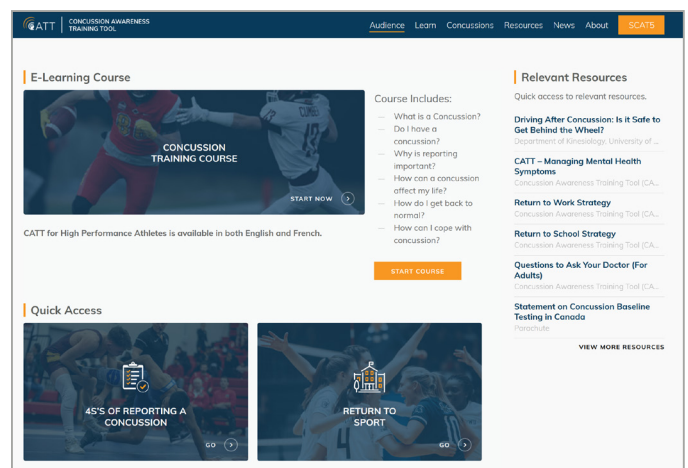 CATT
CONCUSSION AWARENESS
TRAINING TOOL
Audience Learn Concussions Resources News About SCAT5
E-Learning Course
CONCUSSION
TRAINING COURSE
START NOW
CATT for High Performance Athletes is available in both English and French.
Course Includes:
— What is a Concussion?
— Do I have a
concussion?
— Why is reporting
important?
— How can a concussion
affect my life?
— How do I get back to
normal?
— How can I cope with
concussion?
START COURSE
Quick Access
4S'S OF REPORTING A
CONCUSSION
GO
RETURN TO
SPORT
GO
Relevant Resources
Quick access to relevant resources.
Driving After Concussion: Is it Safe to
Get Behind the Wheel?
Department of Kinesiology, University of ...
CATT – Managing Mental Health
Symptoms
Concussion Awareness Training Tool (CA...
Return to Work Strategy
Concussion Awareness Training Tool (CA...
Return to School Strategy
Concussion Awareness Training Tool (CA...
Questions to Ask Your Doctor (For
Adults)
Concussion Awareness Training Tool (CA...
Statement on Concussion Baseline
Testing in Canada
Parachute
VIEW MORE RESOURCES